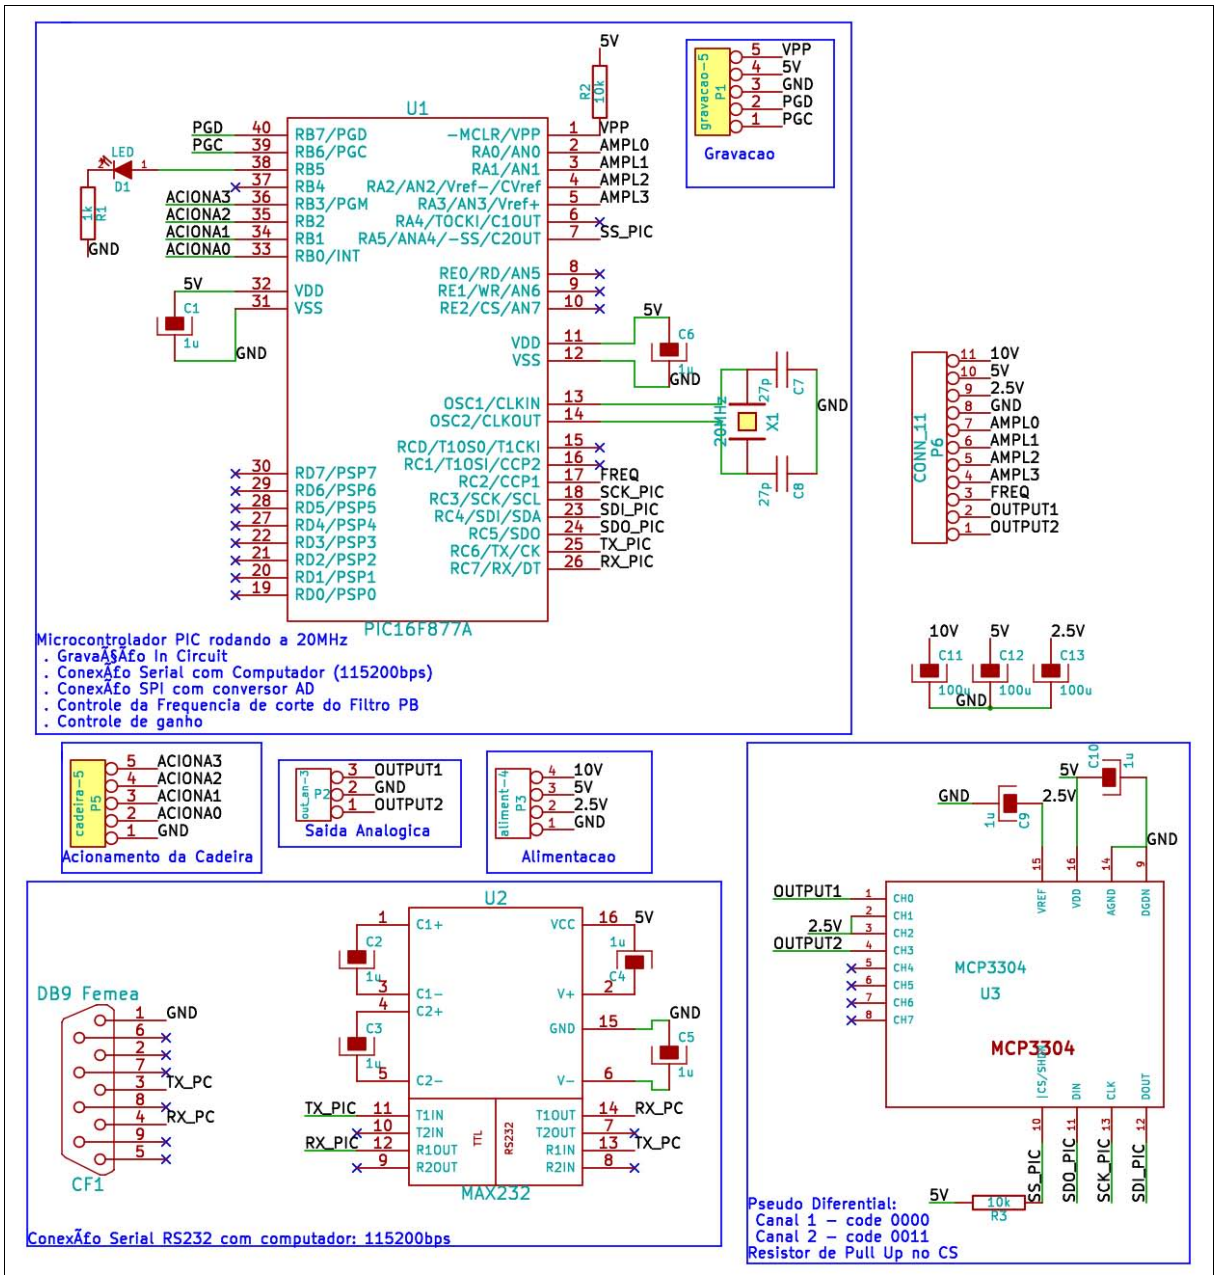 U1
PIC16F877A
PGD 40 RB7/PGD
PGC 39 RB6/PGC
38 RB5
37 RB4
ACIONA3 36 RB3/PGM
ACIONA2 35 RB2
ACIONA1 34 RB1
ACIONA0 33 RB0/INT
5V 32 VDD
31 VSS
GND
30 RD7/PSP7
29 RD6/PSP6
28 RD5/PSP5
27 RD4/PSP4
22 RD3/PSP3
21 RD2/PSP2
20 RD1/PSP1
19 RD0/PSP0
-MCLR/VPP 1 VPP
RA0/AN0 2 AMPL0
RA1/AN1 3 AMPL1
RA2/AN2/Vref-/CVref 4 AMPL2
RA3/AN3/Vref+ 5 AMPL3
RA4/TOCKI/C1OUT 6
RA5/ANA4/-SS/C2OUT 7 SS_PIC
RE0/RD/AN5 8
RE1/WR/AN6 9
RE2/CS/AN7 10
VDD 11
VSS 12
OSC1/CLKIN 13
OSC2/CLKOUT 14
RCD/T10S0/T1CKI 15
RC1/T10SI/CCP2 16
RC2/CCP1 17 FREQ
RC3/SCK/SCL 18 SCK_PIC
RC4/SDI/SDA 23 SDI_PIC
RC5/SDO 24 SDO_PIC
RC6/TX/CK 25 TX_PIC
RC7/RX/DT 26 RX_PIC
LED
2 1
D1
1k
R1
GND
C1
1u
5V
R2
10k
5V
C6
1u
GND
27p
C7
20MHz
X1
GND
27p
C8
gravacao-5
P1
5 VPP
4 5V
3 GND
2 PGD
1 PGC
Gravacao
Microcontrolador PIC rodando a 20MHz
. GravaÃ§Ãfo In Circuit
. ConexÃfo Serial com Computador (115200bps)
. ConexÃfo SPI com conversor AD
. Controle da Frequencia de corte do Filtro PB
. Controle de ganho
CONN_11
P6
11 10V
10 5V
9 2.5V
8 GND
7 AMPL0
6 AMPL1
5 AMPL2
4 AMPL3
3 FREQ
2 OUTPUT1
1 OUTPUT2
10V 5V 2.5V
C11 C12 C13
100u 100u 100u
GND
cadeira-5
P5
5 ACIONA3
4 ACIONA2
3 ACIONA1
2 ACIONA0
1 GND
Acionamento da Cadeira
out_an-3
P2
3 OUTPUT1
2 GND
1 OUTPUT2
Saida Analogica
aliment-4
P3
4 10V
3 5V
2 2.5V
1 GND
Alimentacao
DB9 Femea
1 GND
6
2
7
3 TX_PC
8
4 RX_PC
9
5
CF1
U2
1 C1+
C2
1u
3 C1-
4 C2+
C3
1u
5 C2-
TX_PIC 11 T1IN
10 T2IN
RX_PIC 12 R1OUT
9 R2OUT
TTL
RS232
VCC 16 5V
1u
C4
V+ 2
GND 15 GND
C5
1u
V- 6
T1OUT 14 RX_PC
T2OUT 7
R1IN 13 TX_PC
R2IN 8
MAX232
ConexÃfo Serial RS232 com computador: 115200bps
5V
C10
1u
GND
1u
C9
2.5V
GND
15 16 14 9
VREF VDD AGND DGDN
OUTPUT1 1 CH0
2 CH1
2.5V 3 CH2
OUTPUT2 4 CH3
5 CH4
6 CH5
7 CH6
8 CH7
MCP3304
U3
MCP3304
CS/SHDN DIN CLK DOUT
10 11 13 12
SS_PIC SDO_PIC SCK_PIC SDI_PIC
5V
10k
R3
Pseudo Diferential:
Canal 1 - code 0000
Canal 2 - code 0011
Resistor de Pull Up no CS